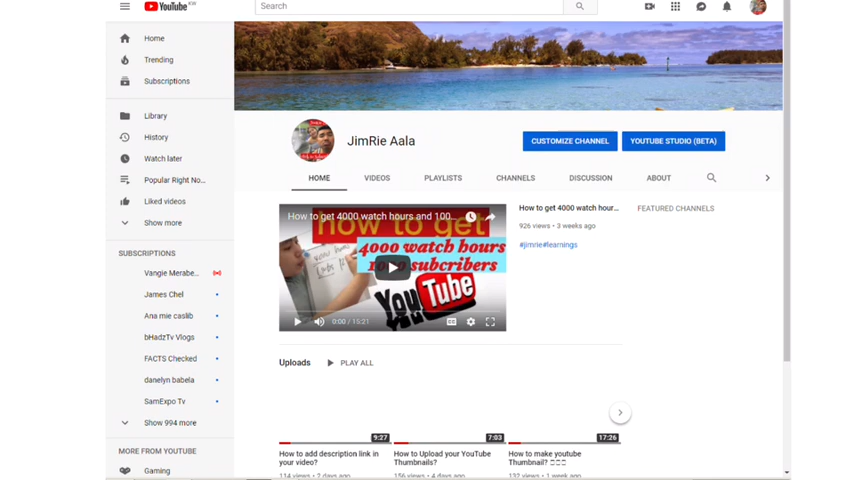 YouTube KW
Search
Home
Trending
Subscriptions
Library
History
Watch later
Popular Right No...
Liked videos
Show more
SUBSCRIPTIONS
Vangie Merabe...
James Chel
Ana mie caslib
bHadzTv Vlogs
FACTS Checked
danelyn babela
SamExpo Tv
Show 994 more
MORE FROM YOUTUBE
Gaming
JimRie Aala
CUSTOMIZE CHANNEL
YOUTUBE STUDIO (BETA)
HOME VIDEOS PLAYLISTS CHANNELS DISCUSSION ABOUT
How to get 4000 watch hours and 100...
how to get
4000 watch hours
1000 subcribers
YouTube
0:00 / 15:21
How to get 4000 watch hour...
926 views • 3 weeks ago
#jimrie#learnings
FEATURED CHANNELS
Uploads
PLAY ALL
9:27
How to add description link in
your video?
114 views • 2 days ago
7:03
How to Upload your YouTube
Thumbnails?
156 views • 4 days ago
17:26
How to make youtube
Thumbnail?
132 views • 1 week ago